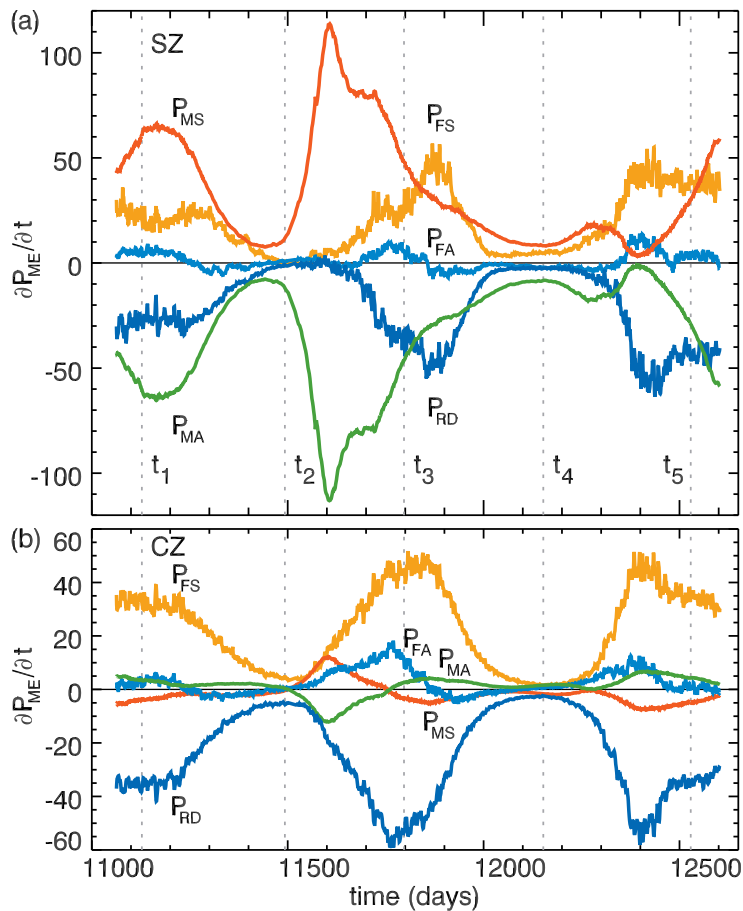 (a)
SZ
100
P_MS
P_FS
50
P_FA
0
∂P_ME/∂t
-50
P_MA
P_RD
t_1
t_2
t_3
t_4
t_5
-100
(b)
CZ
60
P_FS
40
20
P_FA
P_MA
0
∂P_ME/∂t
P_MS
-20
-40
P_RD
-60
11000
11500
12000
12500
time (days)